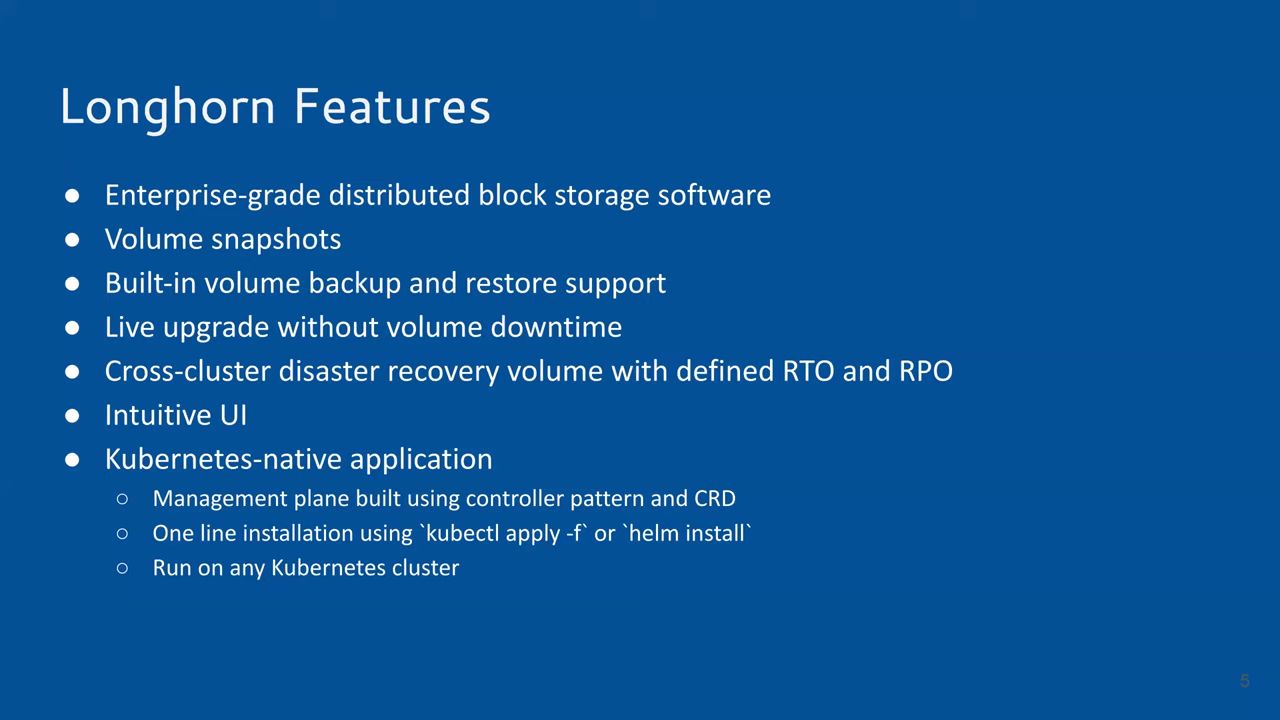 Longhorn Features
● Enterprise-grade distributed block storage software
● Volume snapshots
● Built-in volume backup and restore support
● Live upgrade without volume downtime
● Cross-cluster disaster recovery volume with defined RTO and RPO
● Intuitive UI
● Kubernetes-native application
○ Management plane built using controller pattern and CRD
○ One line installation using `kubectl apply -f` or `helm install`
○ Run on any Kubernetes cluster
5